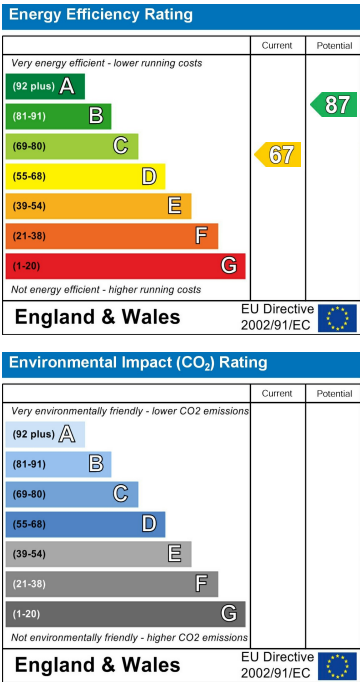 Energy Efficiency Rating
Current Potential
Very energy efficient - lower running costs
(92 plus) A
(81-91) B
(69-80) C
(55-68) D
(39-54) E
(21-38) F
(1-20) G
67
87
Not energy efficient - higher running costs
England & Wales
EU Directive
2002/91/EC
Environmental Impact (CO₂) Rating
Current Potential
Very environmentally friendly - lower CO2 emissions
(92 plus) A
(81-91) B
(69-80) C
(55-68) D
(39-54) E
(21-38) F
(1-20) G
Not environmentally friendly - higher CO2 emissions
England & Wales
EU Directive
2002/91/EC